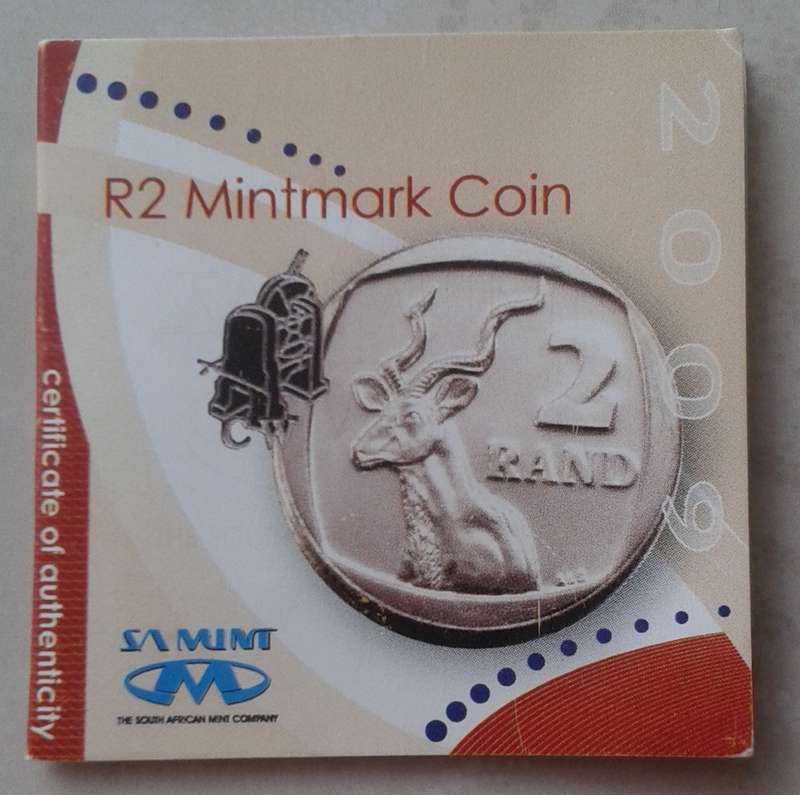 R2 Mintmark Coin
2009
2
RAND
certificate of authenticity
SA MINT
THE SOUTH AFRICAN MINT COMPANY